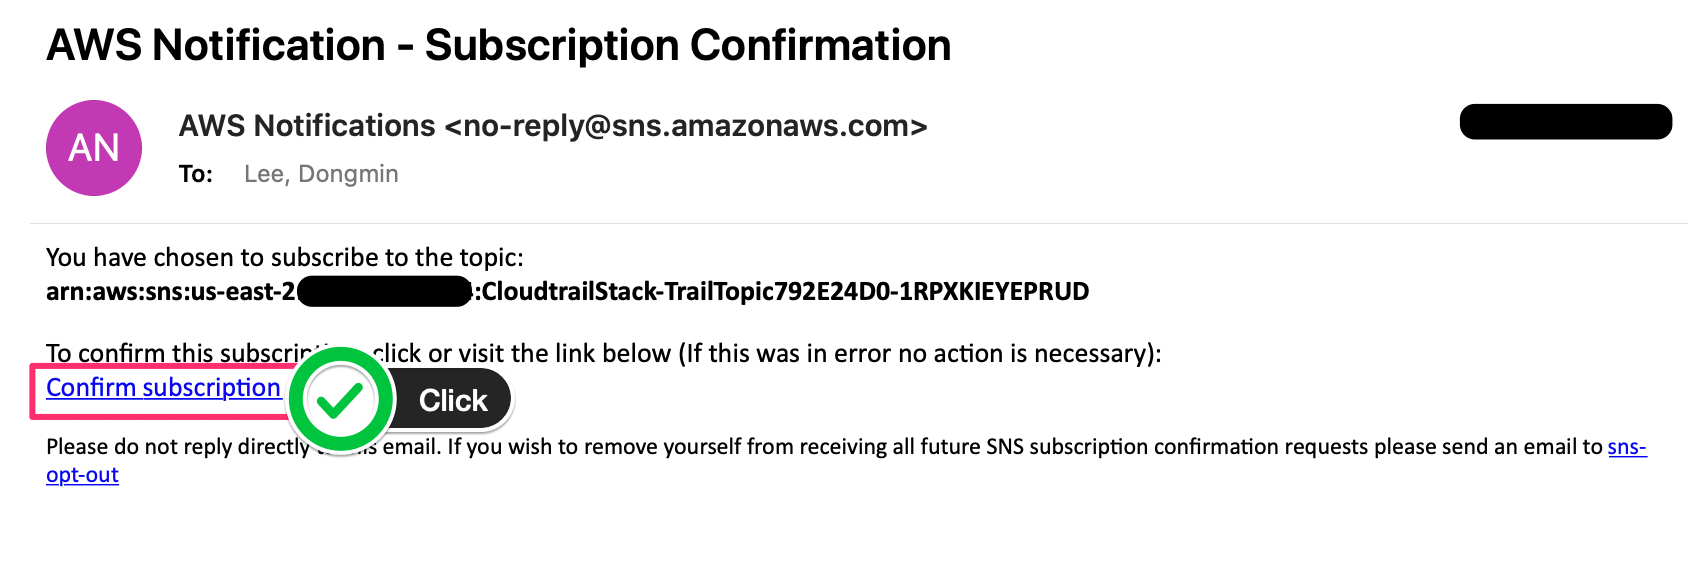 AWS Notification - Subscription Confirmation
AN
AWS Notifications <no-reply@sns.amazonaws.com>
To: Lee, Dongmin
You have chosen to subscribe to the topic:
arn:aws:sns:us-east-2 :CloudtrailStack-TrailTopic792E24D0-1RPXKIEYEPRUD
To confirm this click or visit the link below (If this was in error no action is necessary):
Confirm subscription
Click
Please do not reply directly email. If you wish to remove yourself from receiving all future SNS subscription confirmation requests please send an email to sns-
opt-out